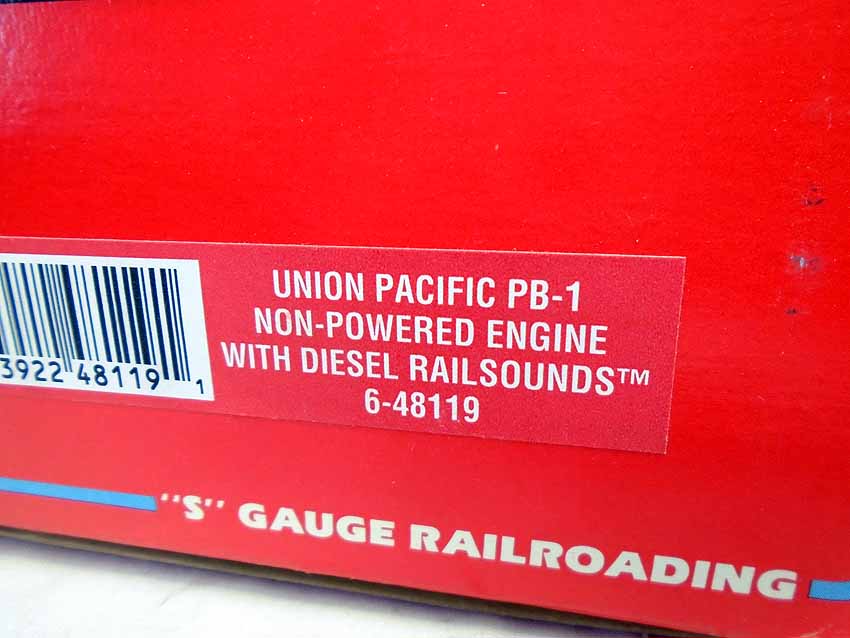 UNION PACIFIC PB-1
NON-POWERED ENGINE
WITH DIESEL RAILSOUNDS™
6-48119
3922 48119 1
"S" GAUGE RAILROADING